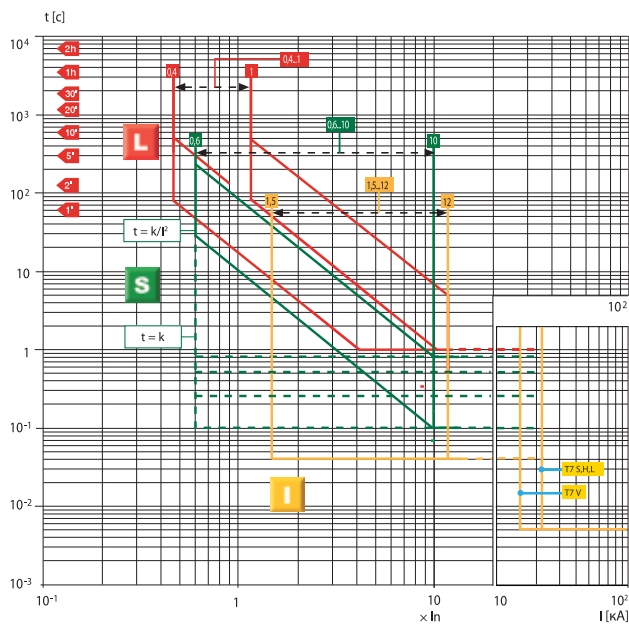 t [c]
10⁴
2h
1h
0,4
1
0,4...1
30'
20'
10³
10'
L
0,6
0,6...10
10
5'
2'
1,5...12
10²
1,5
12
1'
t = k/I²
10
S
10²
t = k
1
10⁻¹
T7 S,H,L
I
T7 V
10⁻²
10⁻³
10⁻¹
1
10
10
10²
× In
I [кА]